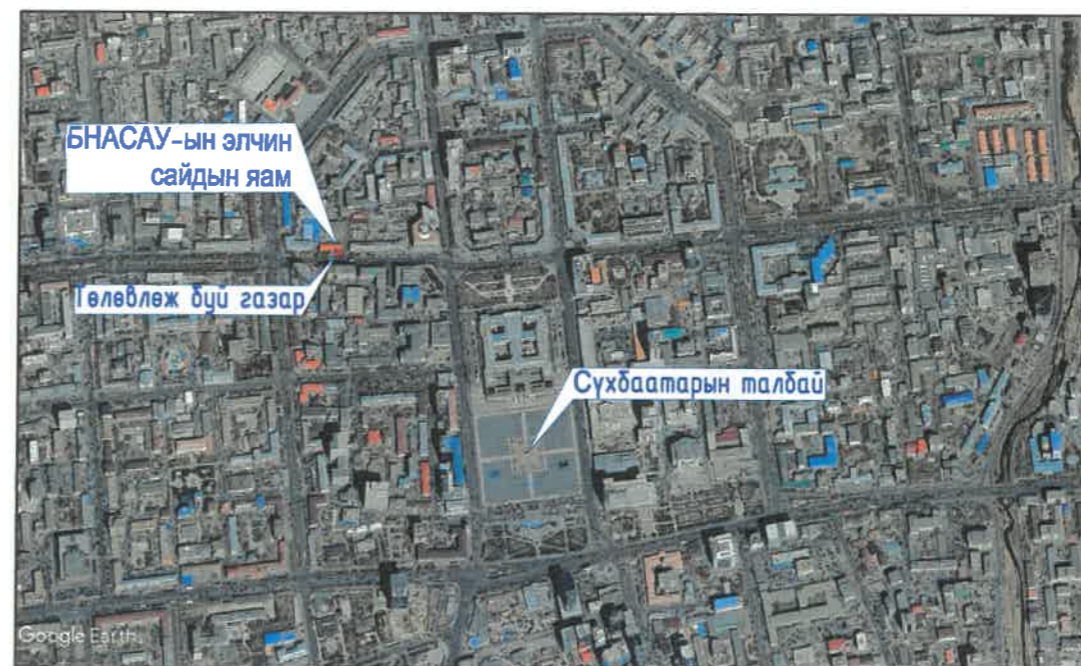 БНАСАУ-ын элчин
сайдын яам
Төлөвлөж буй газар
Сүхбаатарын талбай
Google Earth